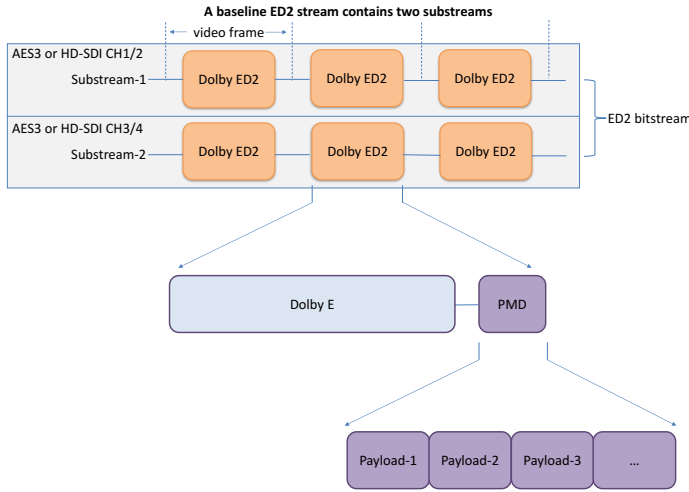 A baseline ED2 stream contains two substreams
video frame
AES3 or HD-SDI CH1/2
Substream-1
Dolby ED2
Dolby ED2
Dolby ED2
ED2 bitstream
AES3 or HD-SDI CH3/4
Substream-2
Dolby ED2
Dolby ED2
Dolby ED2
Dolby E
PMD
Payload-1
Payload-2
Payload-3
…